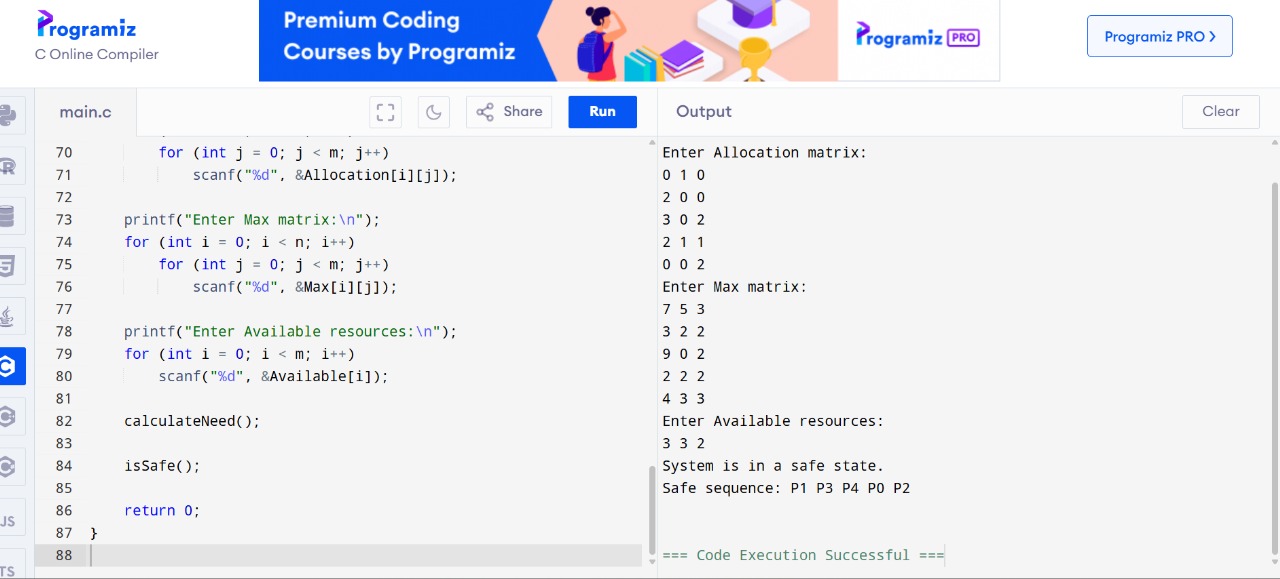 Programiz
C Online Compiler
Premium Coding
Courses by Programiz
Programiz PRO
Programiz PRO >
main.c
Share
Run
Output
Clear
70 for (int j = 0; j < m; j++)
71 scanf("%d", &Allocation[i][j]);
72
73 printf("Enter Max matrix:\n");
74 for (int i = 0; i < n; i++)
75 for (int j = 0; j < m; j++)
76 scanf("%d", &Max[i][j]);
77
78 printf("Enter Available resources:\n");
79 for (int i = 0; i < m; i++)
80 scanf("%d", &Available[i]);
81
82 calculateNeed();
83
84 isSafe();
85
86 return 0;
87 }
88
Enter Allocation matrix:
0 1 0
2 0 0
3 0 2
2 1 1
0 0 2
Enter Max matrix:
7 5 3
3 2 2
9 0 2
2 2 2
4 3 3
Enter Available resources:
3 3 2
System is in a safe state.
Safe sequence: P1 P3 P4 P0 P2
=== Code Execution Successful ===
R
5
C
C
C
JS
TS